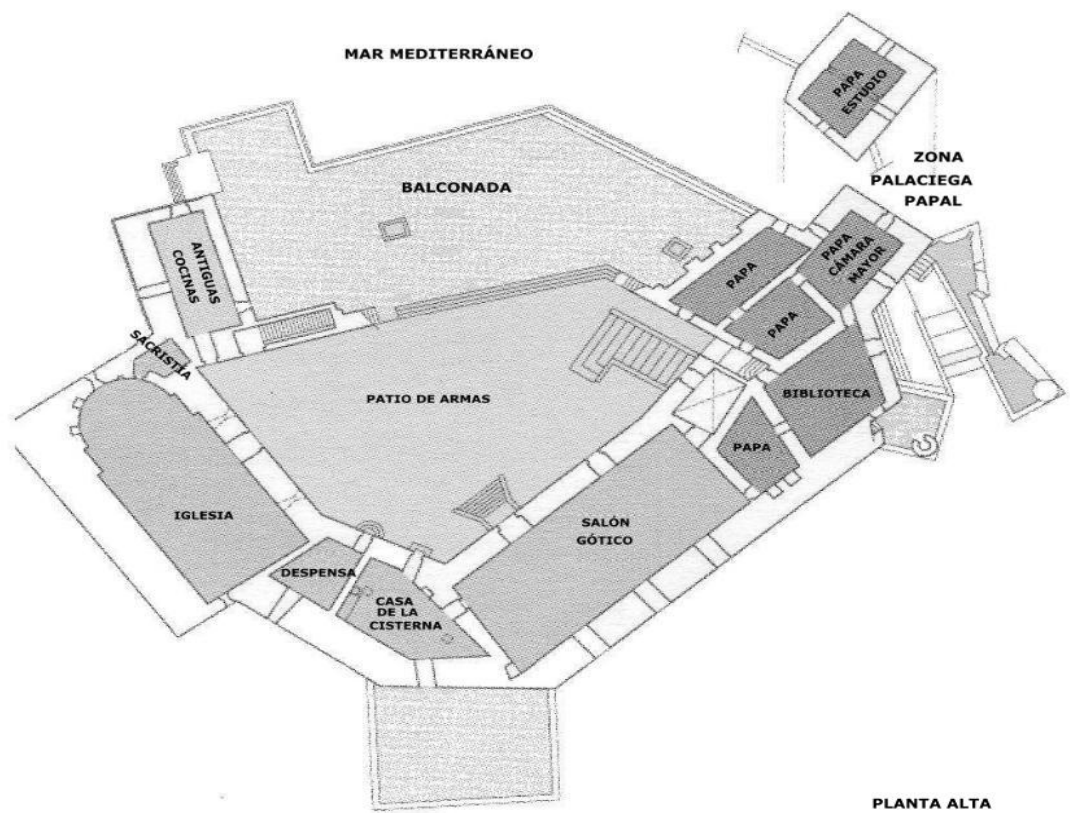 MAR MEDITERRÁNEO
PAPA
ESTUDIO
ZONA
PALACIEGA
PAPAL
BALCONADA
ANTIGUAS
COCINAS
PAPA
PAPA
CÁMARA
MAYOR
PAPA
SACRISTÍA
PATIO DE ARMAS
BIBLIOTECA
PAPA
IGLESIA
SALÓN
GÓTICO
DESPENSA
CASA
DE LA
CISTERNA
PLANTA ALTA